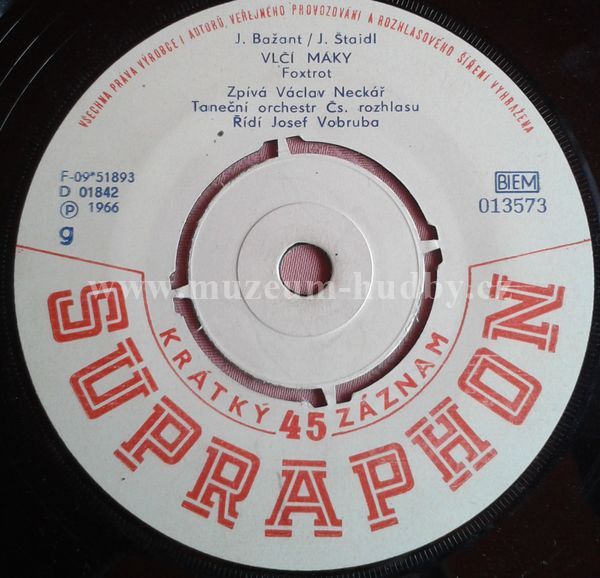 VŠECHNA PRÁVA VÝROBCE I AUTORŮ, VEŘEJNÉHO PROVOZOVÁNÍ A ROZHLASOVÉHO ŠÍŘENÍ VYHRAŽENA
J. Bažant / J. Štaidl
VLČÍ MÁKY
Foxtrot
Zpívá Václav Neckář
Taneční orchestr Čs. rozhlasu
Řídí Josef Vobruba
F-09*51893
D 01842
Ⓟ 1966
g
BIEM
013573
www.muzeum-hudby.cz
KRÁTKÝ 45 ZÁZNAM
SUPRAPHON